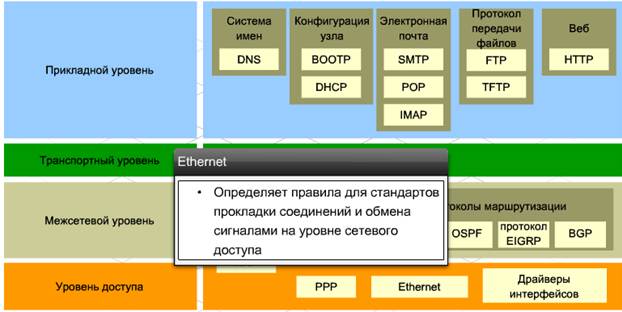 Система
имен
Конфигурация
узла
Электронная
почта
Протокол
передачи
файлов
Веб
Прикладной уровень
DNS
BOOTP
SMTP
FTP
HTTP
DHCP
POP
TFTP
IMAP
Транспортный уровень
Ethernet
• Определяет правила для стандартов
прокладки соединений и обмена
сигналами на уровне сетевого
доступа
Межсетевой уровень
околы маршрутизации
OSPF
протокол
EIGRP
BGP
Уровень доступа
PPP
Ethernet
Драйверы
интерфейсов